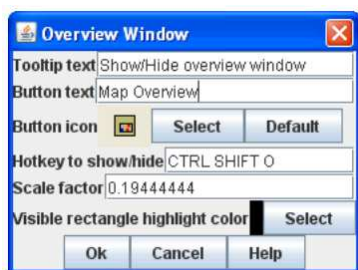 Overview Window
Tooltip text Show/Hide overview window
Button text Map Overview
Button icon Select Default
Hotkey to show/hide CTRL SHIFT O
Scale factor 0.19444444
Visible rectangle highlight color Select
Ok Cancel Help